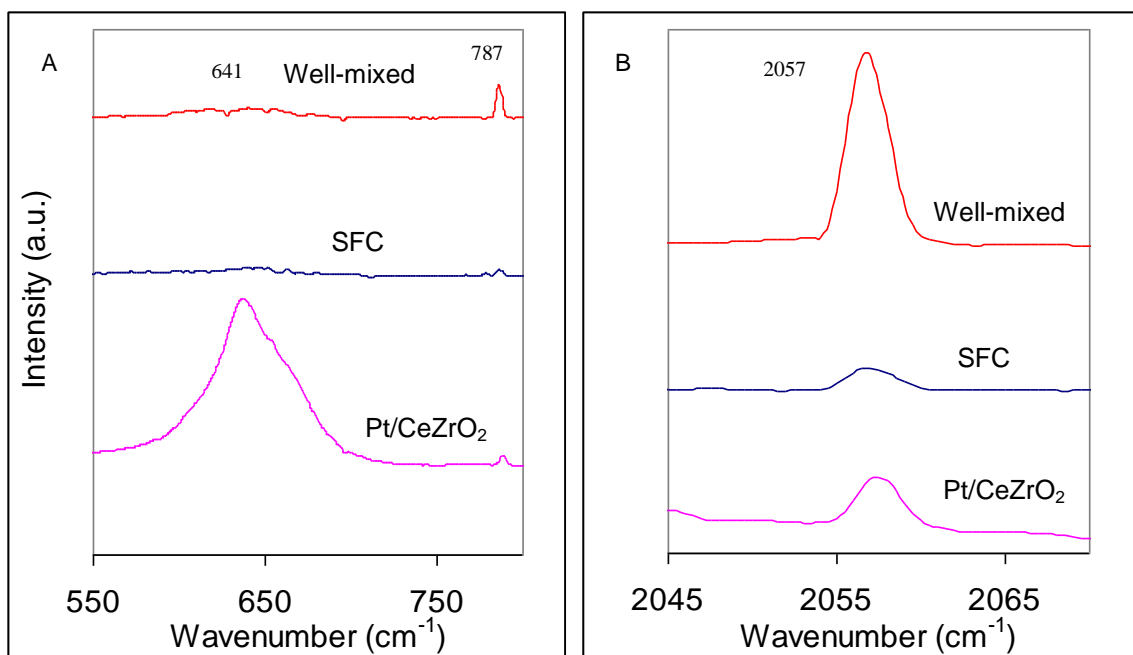 A
641
Well-mixed
787
SFC
Pt/CeZrO₂
Intensity (a.u.)
550 650 750
Wavenumber (cm⁻¹)
B
2057
Well-mixed
SFC
Pt/CeZrO₂
2045 2055 2065
Wavenumber (cm⁻¹)